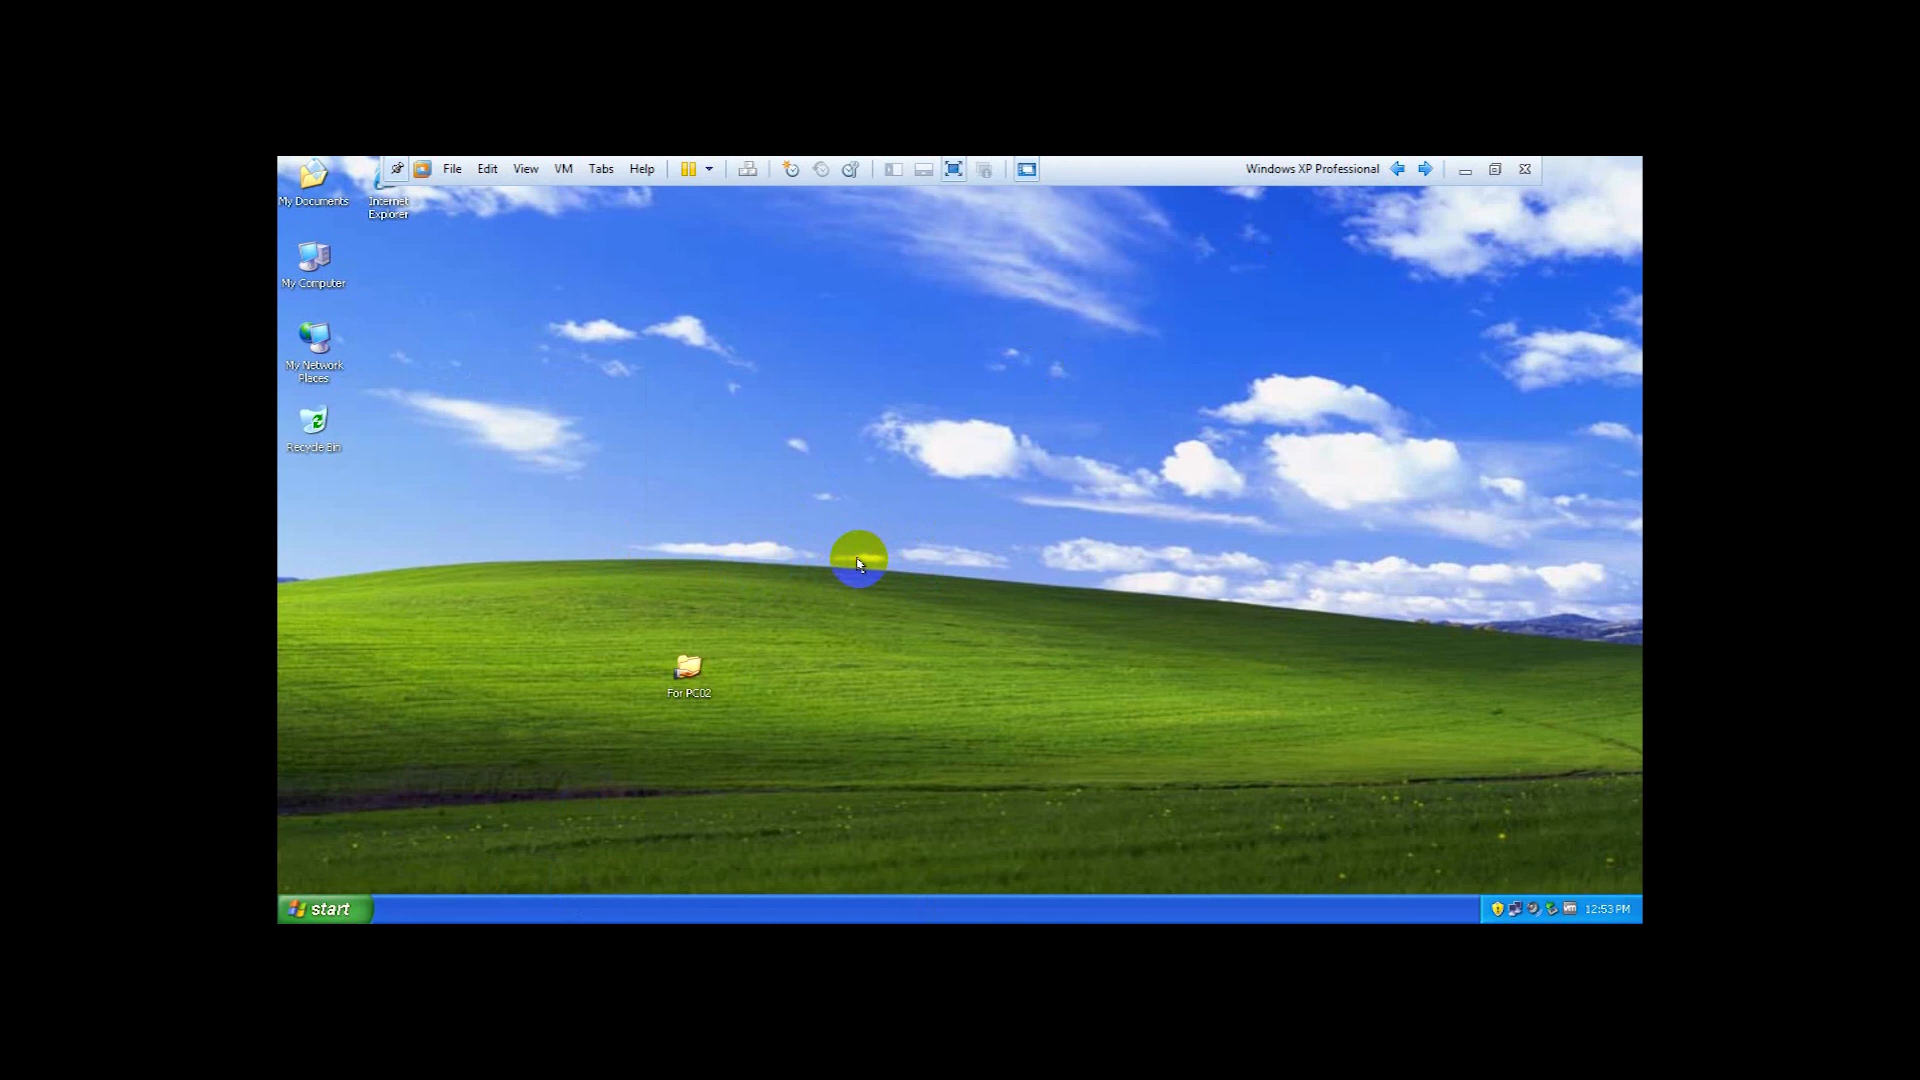 File Edit View VM Tabs Help
Windows XP Professional
My Documents
Internet
Explorer
My Computer
My Network
Places
Recycle Bin
For PC02
start
12:53 PM